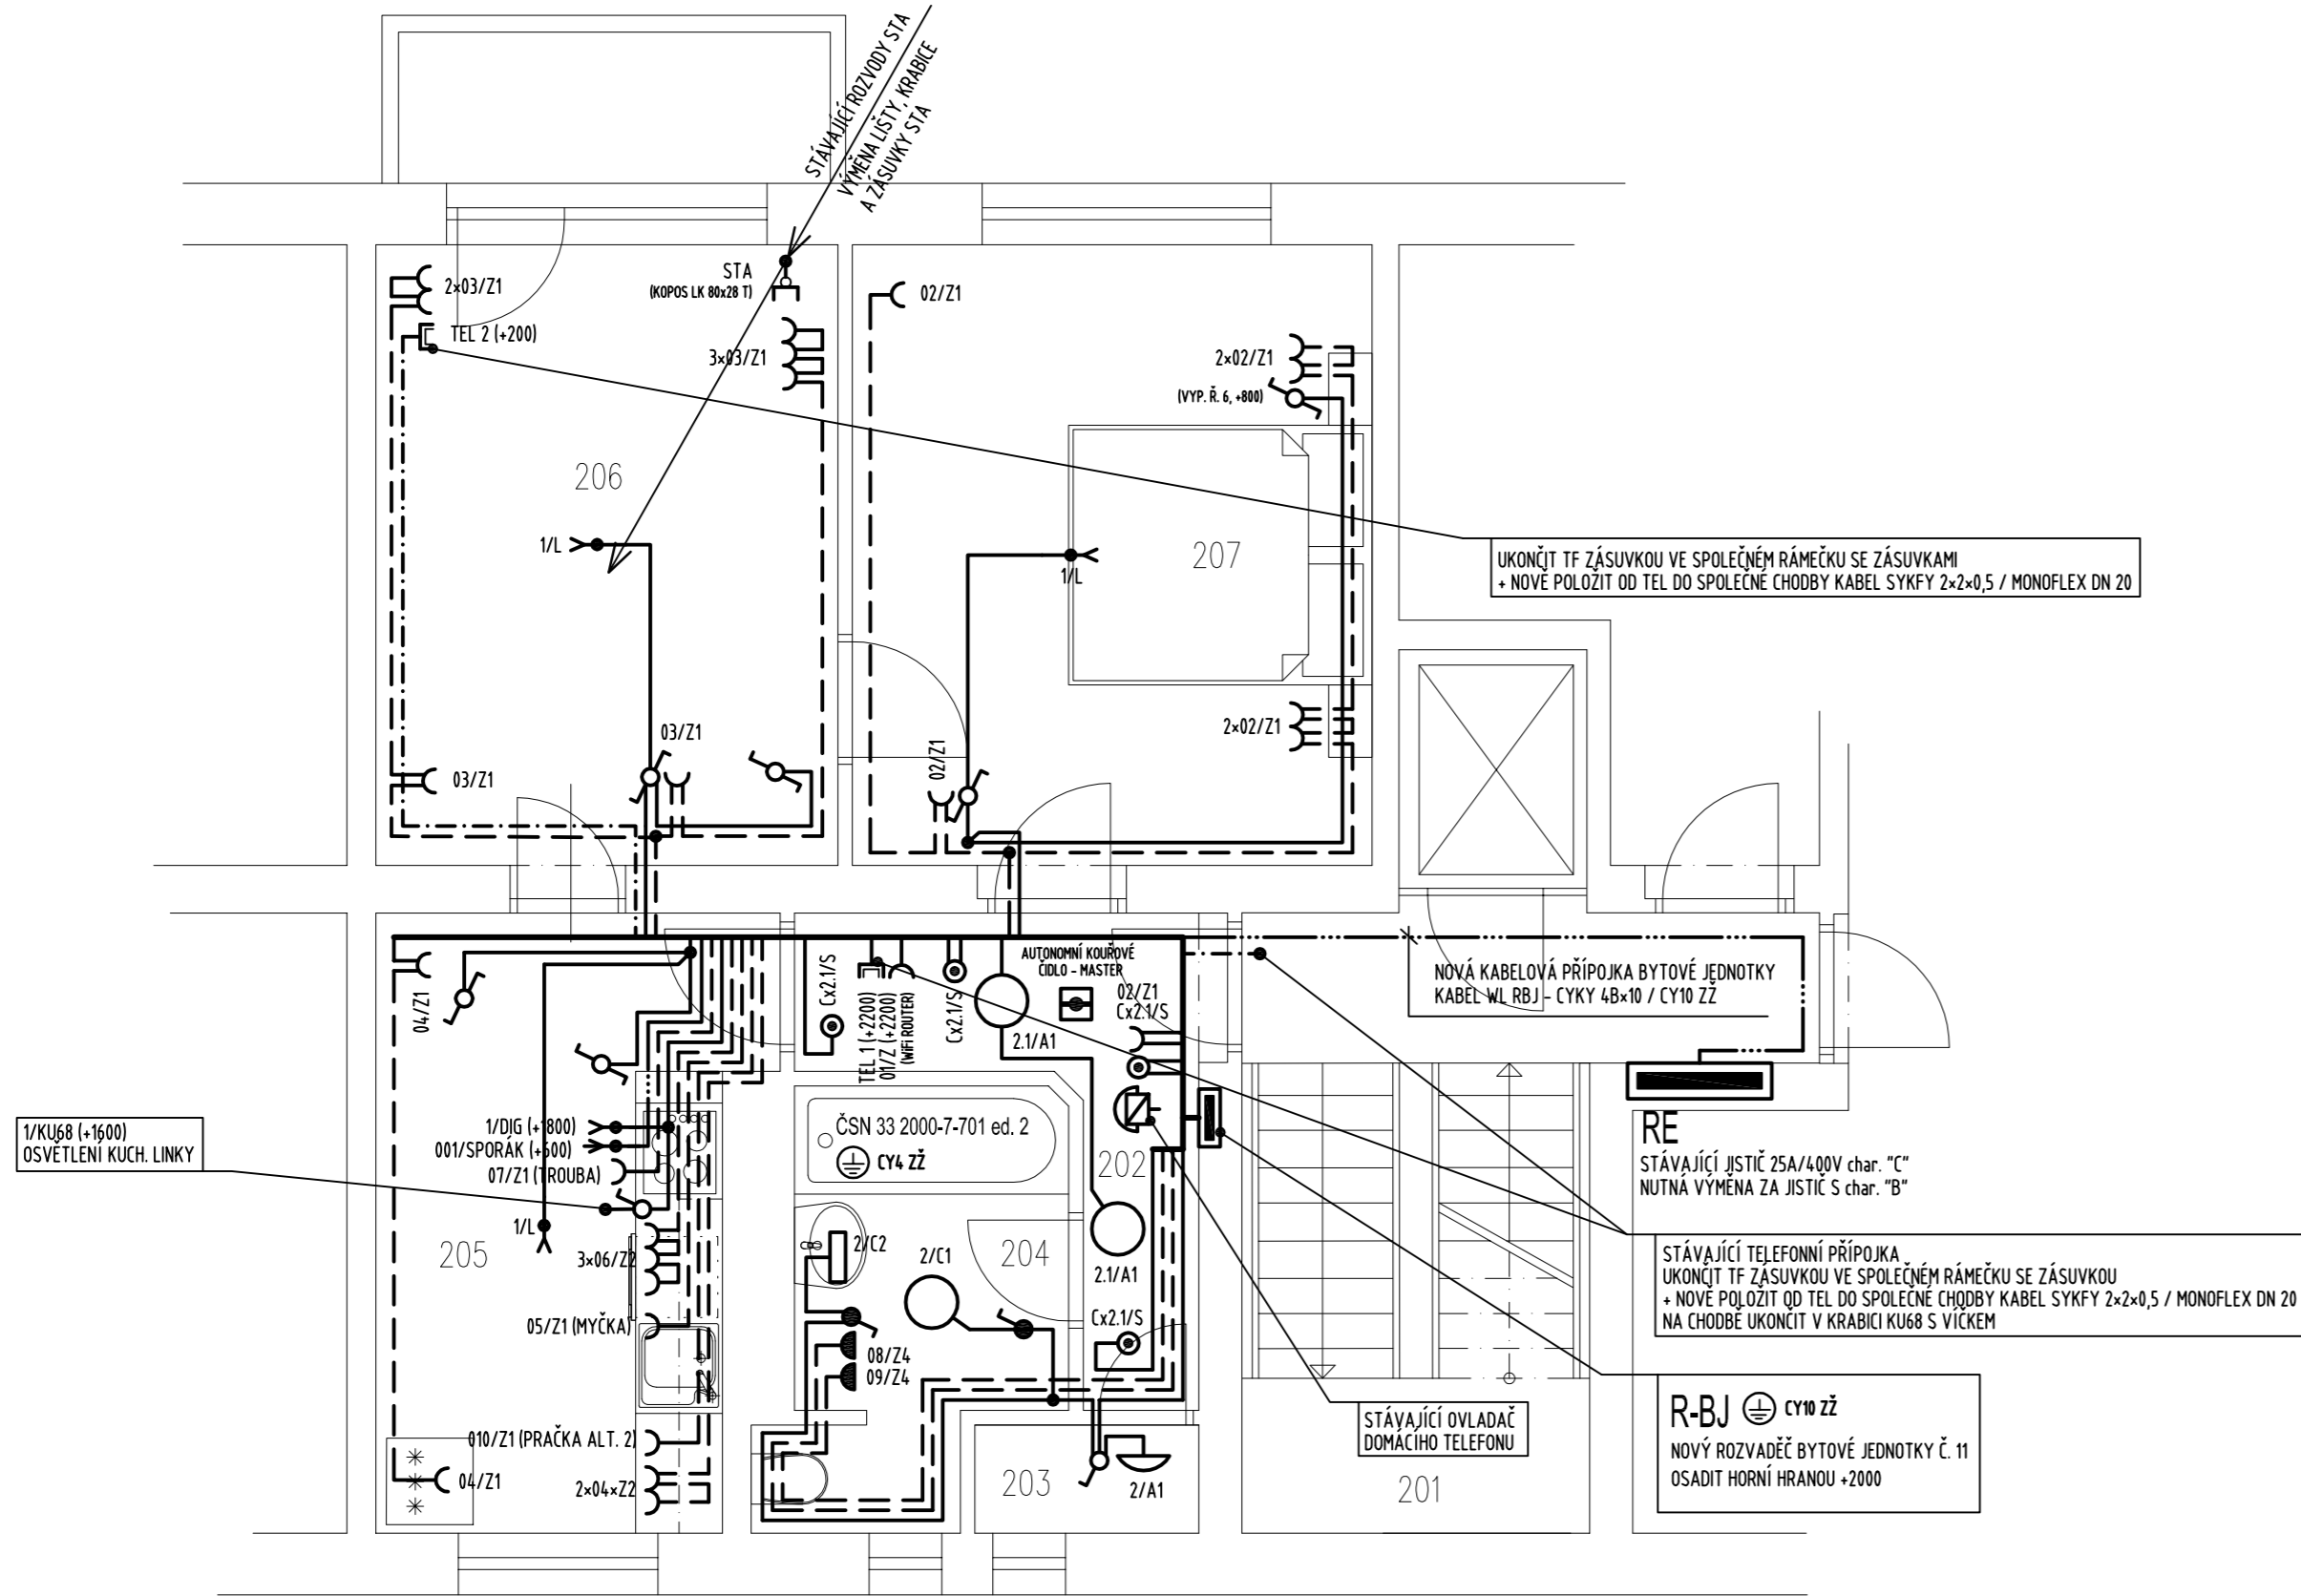 STÁVAJÍCÍ ROZVODY STA
VÝMĚNA LIŠTY, KRABICE
A ZÁSUVKY STA
2×03/Z1
TEL 2 (+200)
STA
(KOPOS LK 80x28 T)
3×03/Z1
02/Z1
2×02/Z1
(VYP. Ř. 6, +800)
206
1/L
207
1/L
UKONČIT TF ZÁSUVKOU VE SPOLEČNÉM RÁMEČKU SE ZÁSUVKAMI
+ NOVĚ POLOŽIT OD TEL DO SPOLEČNÉ CHODBY KABEL SYKFY 2×2×0,5 / MONOFLEX DN 20
03/Z1
03/Z1
02/Z1
2×02/Z1
04/Z1
Cx2.1/S
TEL 1 (+2200)
01/Z (+2200)
(WiFi ROUTER)
Cx2.1/S
AUTONOMNÍ KOUŘOVÉ
ČIDLO - MASTER
2.1/A1
02/Z1
Cx2.1/S
NOVÁ KABELOVÁ PŘÍPOJKA BYTOVÉ JEDNOTKY
KABEL WL RBJ - CYKY 4B×10 / CY10 ZŽ
1/KU68 (+1600)
OSVĚTLENÍ KUCH. LINKY
1/DIG (+1800)
001/SPORÁK (+600)
07/Z1 (TROUBA)
ČSN 33 2000-7-701 ed. 2
CY4 ZŽ
202
RE
STÁVAJÍCÍ JISTIČ 25A/400V char. "C"
NUTNÁ VÝMĚNA ZA JISTIČ S char. "B"
1/L
205
3×06/Z2
2/C2
2/C1
204
2.1/A1
STÁVAJÍCÍ TELEFONNÍ PŘÍPOJKA
UKONČIT TF ZÁSUVKOU VE SPOLEČNÉM RÁMEČKU SE ZÁSUVKOU
+ NOVĚ POLOŽIT OD TEL DO SPOLEČNÉ CHODBY KABEL SYKFY 2×2×0,5 / MONOFLEX DN 20
NA CHODBĚ UKONČIT V KRABICI KU68 S VÍČKEM
05/Z1 (MYČKA)
08/Z4
09/Z4
Cx2.1/S
STÁVAJÍCÍ OVLADAČ
DOMÁCÍHO TELEFONU
R-BJ CY10 ZŽ
NOVÝ ROZVADĚČ BYTOVÉ JEDNOTKY Č. 11
OSADIT HORNÍ HRANOU +2000
010/Z1 (PRAČKA ALT. 2)
04/Z1
2×04×Z2
203
2/A1
201